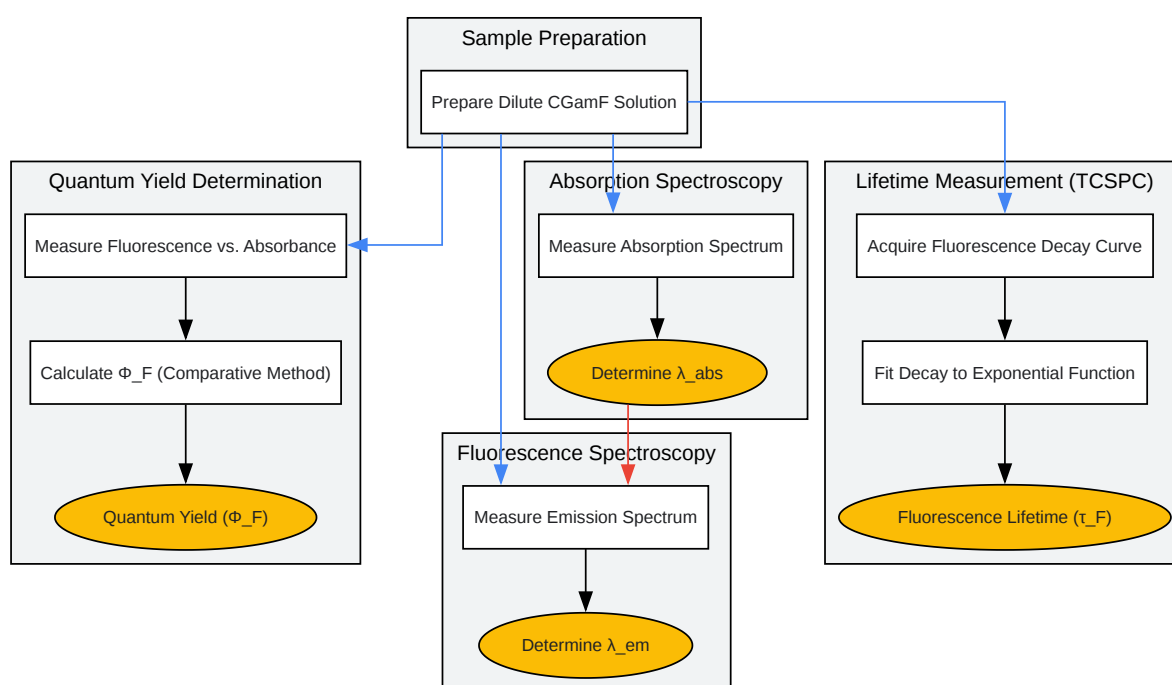 Sample Preparation
Prepare Dilute CGamF Solution
Quantum Yield Determination
Measure Fluorescence vs. Absorbance
Calculate Φ_F (Comparative Method)
Quantum Yield (Φ_F)
Absorption Spectroscopy
Measure Absorption Spectrum
Determine λ_abs
Fluorescence Spectroscopy
Measure Emission Spectrum
Determine λ_em
Lifetime Measurement (TCSPC)
Acquire Fluorescence Decay Curve
Fit Decay to Exponential Function
Fluorescence Lifetime (τ_F)